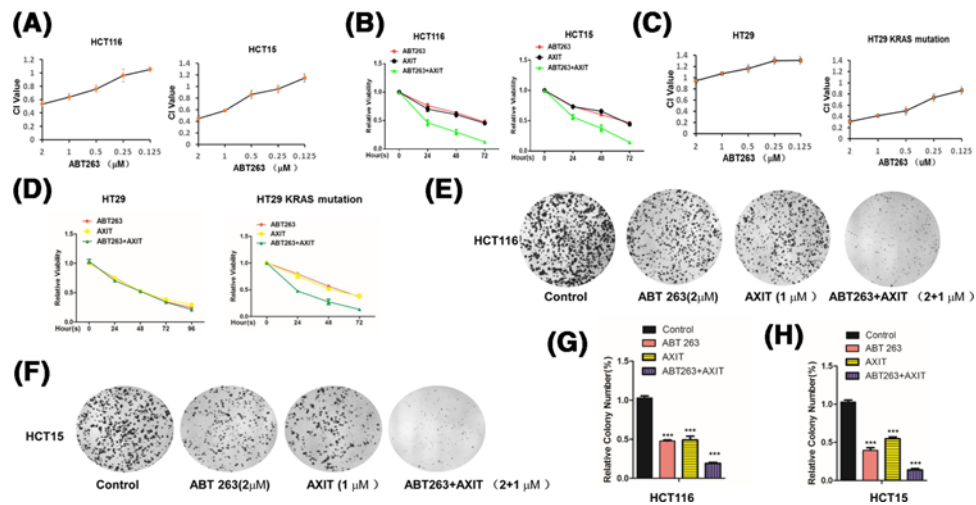 (A)
HCT116
CI Value
1.2
1
0.8
0.6
0.4
0.2
0
2 1 0.5 0.25 0.125
ABT263 （μM）
HCT15
CI Value
1.4
1.2
1
0.8
0.6
0.4
0.2
0
2 1 0.5 0.25 0.125
(B)
HCT116
ABT263
AXIT
ABT263+AXIT
Relative Viability
1.5
1.0
0.5
0.0
Hour(s) 0 24 48 72
HCT15
ABT263
AXIT
ABT263+AXIT
Relative Viability
1.5
1.0
0.5
0.0
Hour(s) 0 24 48 72
(C)
HT29
CI Value
1.4
1.2
1
0.8
0.6
0.4
0.2
0
2 1 0.5 0.25 0.125
ABT263 （μM）
HT29 KRAS mutation
CI Value
1.4
1.2
1
0.8
0.6
0.4
0.2
0
2 1 0.5 0.25 0.125
ABT263 （uM）
(D)
HT29
ABT263
AXIT
ABT263+AXIT
Relative Viability
1.5
1.0
0.5
0.0
Hour(s) 0 24 48 72 96
HT29 KRAS mutation
ABT263
AXIT
ABT263+AXIT
Relative Viability
1.5
1.0
0.5
0.0
Hour(s) 0 24 48 72
(E)
HCT116
Control ABT 263(2μM) AXIT (1 μM ) ABT263+AXIT （2+1 μM )
(F)
HCT15
Control ABT 263(2μM) AXIT (1 μM ) ABT263+AXIT （2+1 μM )
(G)
Control
ABT 263
AXIT
ABT263+AXIT
Relative Colony Number(%)
1.5
1.0
0.5
0.0
*** *** ***
HCT116
(H)
Control
ABT 263
AXIT
ABT263+AXIT
Relative Colony Number(%)
1.5
1.0
0.5
0.0
*** *** ***
HCT15